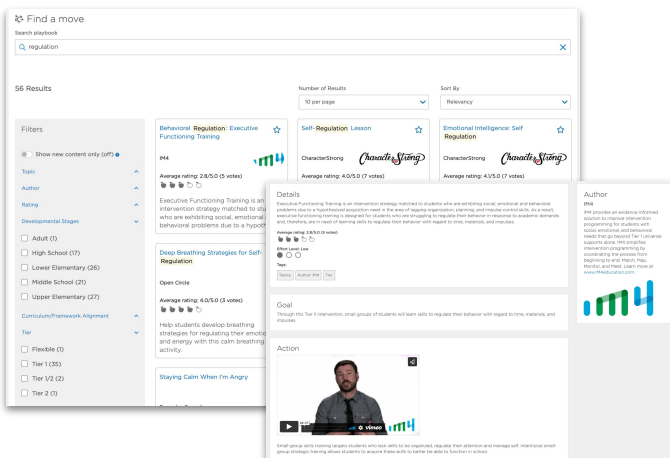 Find a move
Search playbook
regulation
56 Results
Number of Results
10 per page
Sort By
Relevancy
Filters
Show new content only (off)
Topic
Author
Rating
Developmental Stages
Adult (1)
High School (17)
Lower Elementary (26)
Middle School (21)
Upper Elementary (27)
Curriculum/Framework Alignment
Tier
Flexible (1)
Tier 1 (35)
Tier 1/2 (2)
Tier 2 (1)
Behavioral Regulation: Executive
Functioning Training
IM4
im4
Average rating: 2.8/5.0 (5 votes)
Executive Functioning Training is an
intervention strategy matched to stu
who are exhibiting social, emotional
behavioral problems due to a hypoth
Deep Breathing Strategies for Self-
Regulation
Open Circle
Average rating: 4.0/5.0 (3 votes)
Help students develop breathing
strategies for regulating their emotio
and energy with this calm breathing
activity.
Staying Calm When I'm Angry
Self-Regulation Lesson
CharacterStrong
CharacterStrong
Average rating: 4.0/5.0 (7 votes)
Emotional Intelligence: Self
Regulation
CharacterStrong
CharacterStrong
Average rating: 4.1/5.0 (7 votes)
Details
Executive Functioning Training is an intervention strategy matched to students who are exhibiting social, emotional and behavioral
problems due to a hypothesized acquisition need in the area of lagging organization, planning, and impulse control skills. As a result,
executive functioning training is designed for students who are struggling to regulate their behavior in response to academic demands
and, therefore, are in need of learning skills to regulate their behavior with regard to time, materials, and impulses.
Average rating: 2.8/5.0 (5 votes)
Effort Level: Low
Tags:
Topics
Author: IM4
Tier
Goal
Through this Tier II intervention, small groups of students will learn skills to regulate their behavior with regard to time, materials, and
impulses.
Action
vimeo
im4
Small-group skills training targets students who lack skills to be organized, regulate their attention and manage self. Intentional small-
group strategic training allows students to acquire these skills to better be able to function in school.
Author
IM4
IM4 provides an evidence-informed
solution to improve intervention
programming for students with
social, emotional, and behavioral
needs that go beyond Tier 1 universal
supports alone. IM4 simplifies
intervention programming by
coordinating the process from
beginning to end: Match, Map,
Monitor, and Meet. Learn more at
www.IM4education.com.
im4